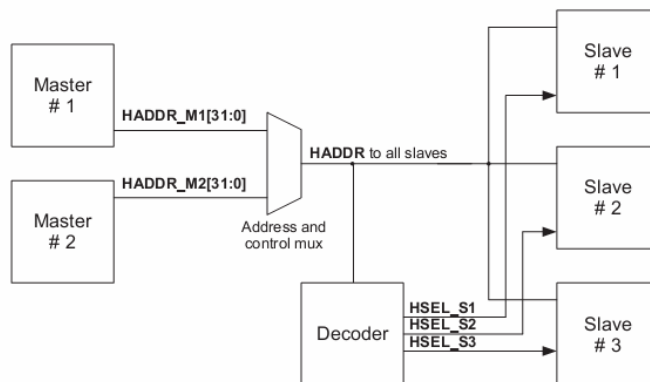 Master
# 1
HADDR_M1[31:0]
Slave
# 1
HADDR to all slaves
HADDR_M2[31:0]
Master
# 2
Address and
control mux
Slave
# 2
Decoder
HSEL_S1
HSEL_S2
HSEL_S3
Slave
# 3